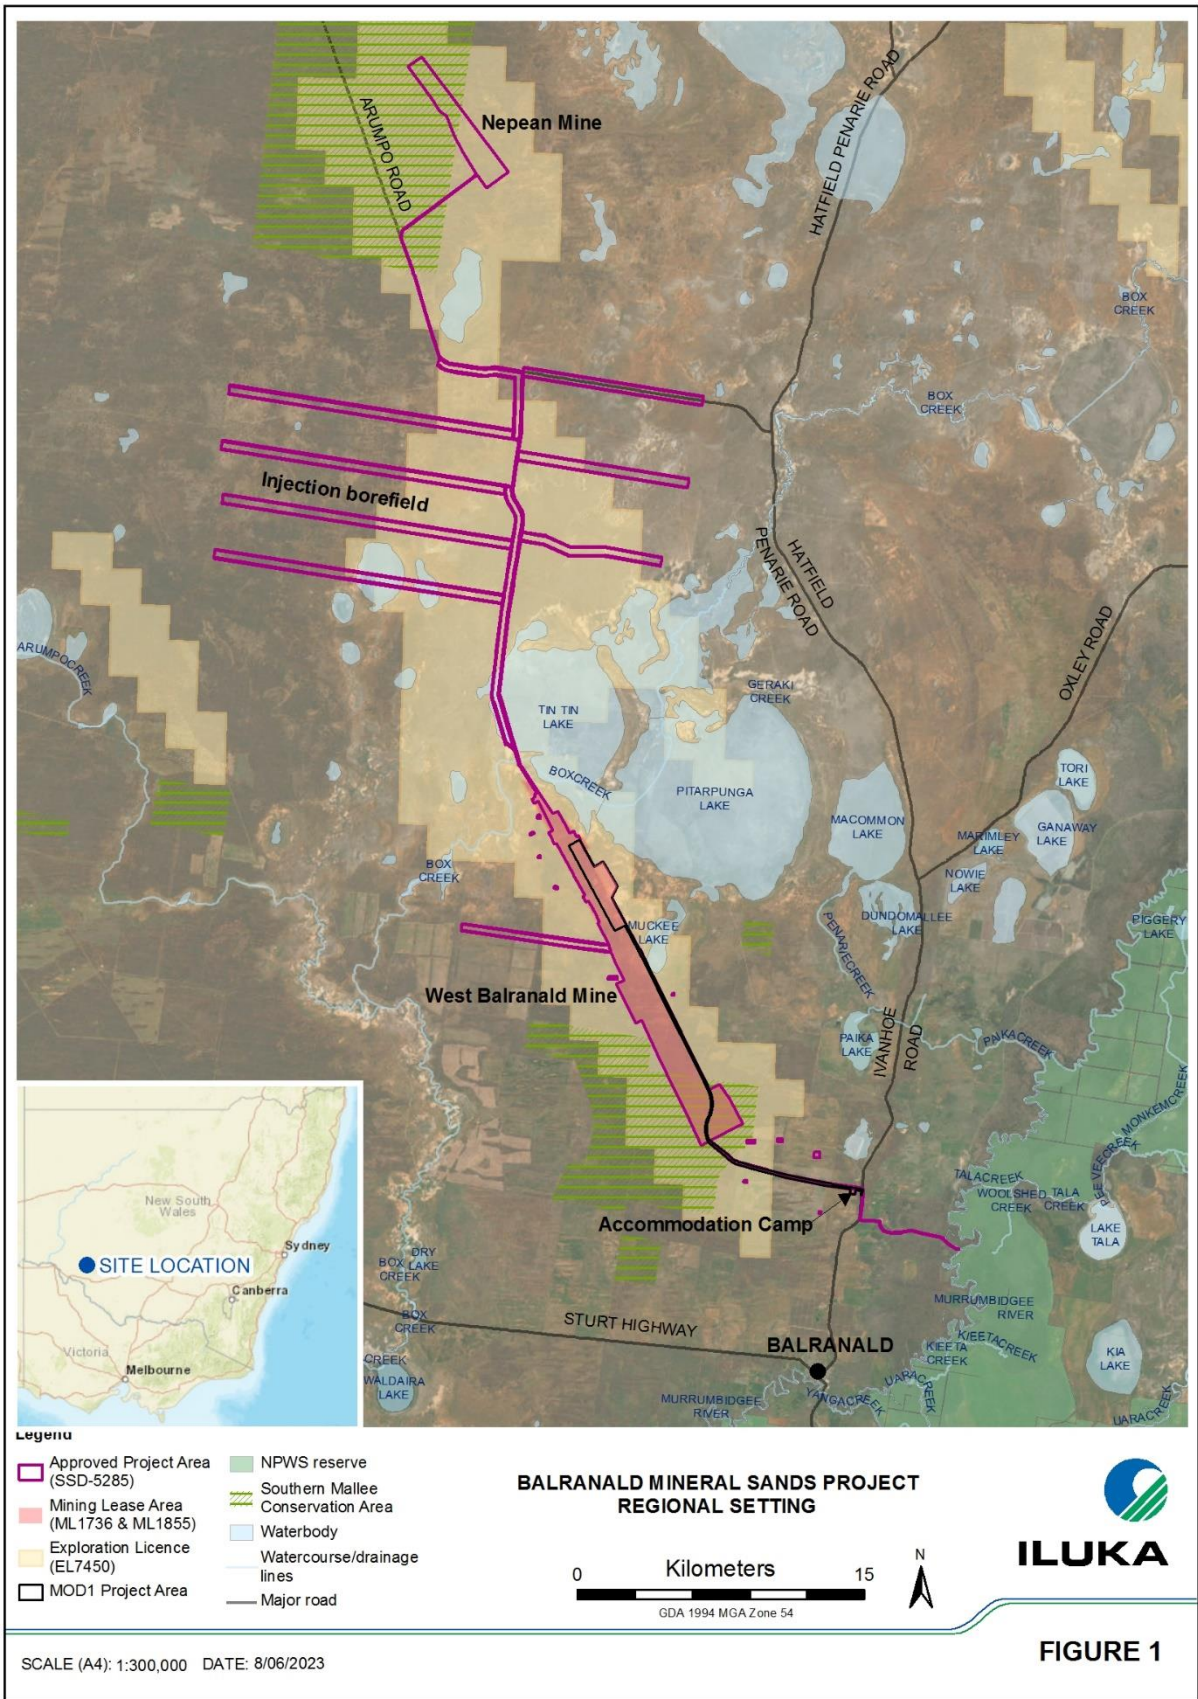 ARUMPO ROAD
Nepean Mine
HATFIELD PENARIE ROAD
BOX
CREEK
BOX
CREEK
Injection borefield
HATFIELD
PENARIE ROAD
OXLEY ROAD
ARUMPOCREEK
GERAKI
CREEK
TIN TIN
LAKE
BOXCREEK
PITARPUNGA
LAKE
TORI
LAKE
MACOMMON
LAKE
MARIMLEY
LAKE
GANAWAY
LAKE
BOX
CREEK
NOWIE
LAKE
DUNDOMALLEE
LAKE
PIGGERY
LAKE
MUCKEE
LAKE
PENARIECREEK
West Balranald Mine
PAIKA
LAKE
IVANHOE
ROAD
PAIKACREEK
MONKEMCREEK
PEE VEECREEK
TALACREEK
WOOLSHED
CREEK
TALA
CREEK
LAKE
TALA
Accommodation Camp
DRY
LAKE
BOX
CREEK
BOX
CREEK
MURRUMBIDGEE
RIVER
STURT HIGHWAY
BALRANALD
KIEETA
CREEK
KIEETACREEK
KIA
LAKE
CREEK
WALDAIRA
LAKE
MURRUMBIDGEE
RIVER
YANGACREEK
UARACREEK
UARACREEK
New South
Wales
Sydney
SITE LOCATION
Canberra
Victoria
Melbourne
Legend
Approved Project Area
(SSD-5285)
Mining Lease Area
(ML1736 & ML1855)
Exploration Licence
(EL7450)
MOD1 Project Area
NPWS reserve
Southern Mallee
Conservation Area
Waterbody
Watercourse/drainage
lines
Major road
BALRANALD MINERAL SANDS PROJECT
REGIONAL SETTING
0 Kilometers 15
GDA 1994 MGA Zone 54
N
ILUKA
SCALE (A4): 1:300,000 DATE: 8/06/2023
FIGURE 1